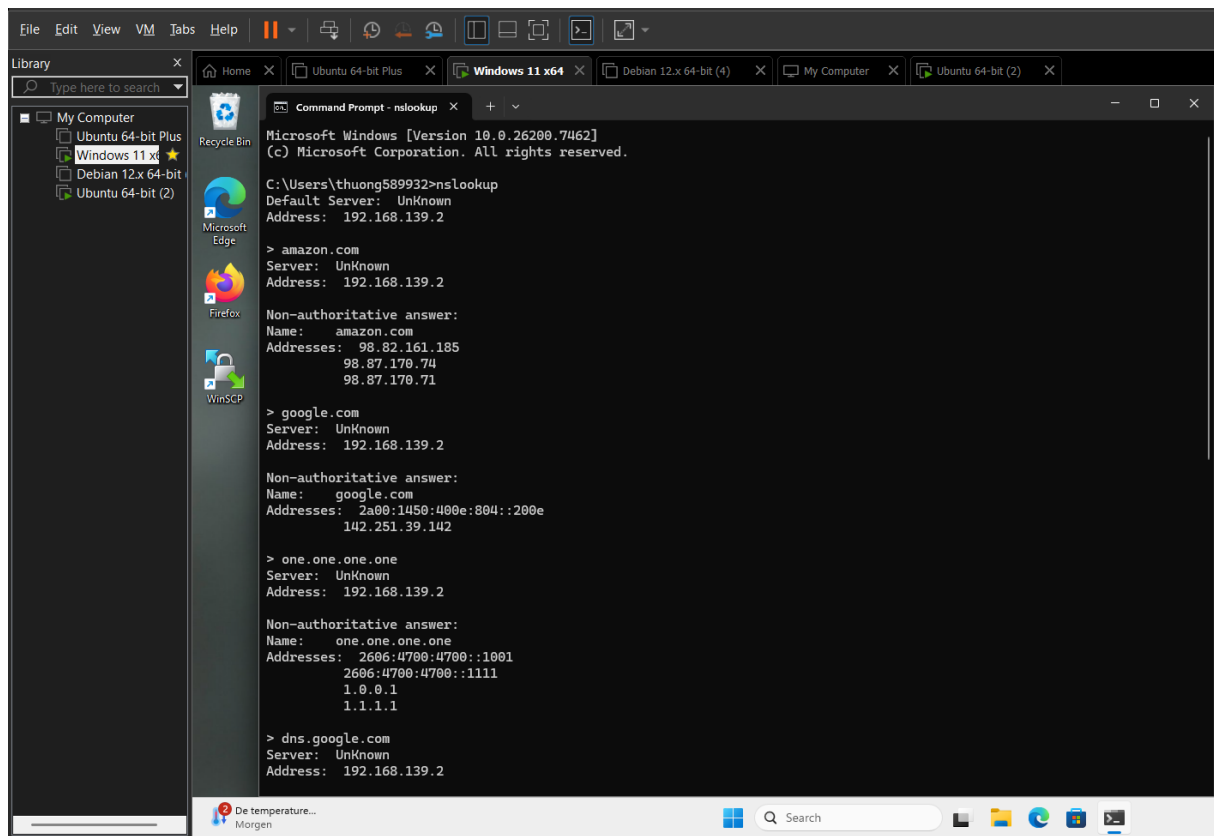 File Edit View VM Tabs Help
Library
Type here to search
My Computer
Ubuntu 64-bit Plus
Windows 11 x6
Debian 12.x 64-bit
Ubuntu 64-bit (2)
Home
Ubuntu 64-bit Plus
Windows 11 x64
Debian 12.x 64-bit (4)
My Computer
Ubuntu 64-bit (2)
Recycle Bin
Microsoft
Edge
Firefox
WinSCP
Command Prompt - nslookup
Microsoft Windows [Version 10.0.26200.7462]
(c) Microsoft Corporation. All rights reserved.
C:\Users\thuong589932>nslookup
Default Server:  UnKnown
Address:  192.168.139.2
> amazon.com
Server:  UnKnown
Address:  192.168.139.2
Non-authoritative answer:
Name:    amazon.com
Addresses:  98.82.161.185
98.87.170.74
98.87.170.71
> google.com
Server:  UnKnown
Address:  192.168.139.2
Non-authoritative answer:
Name:    google.com
Addresses:  2a00:1450:400e:804::200e
142.251.39.142
> one.one.one.one
Server:  UnKnown
Address:  192.168.139.2
Non-authoritative answer:
Name:    one.one.one.one
Addresses:  2606:4700:4700::1001
2606:4700:4700::1111
1.0.0.1
1.1.1.1
> dns.google.com
Server:  UnKnown
Address:  192.168.139.2
2
De temperature...
Morgen
Search